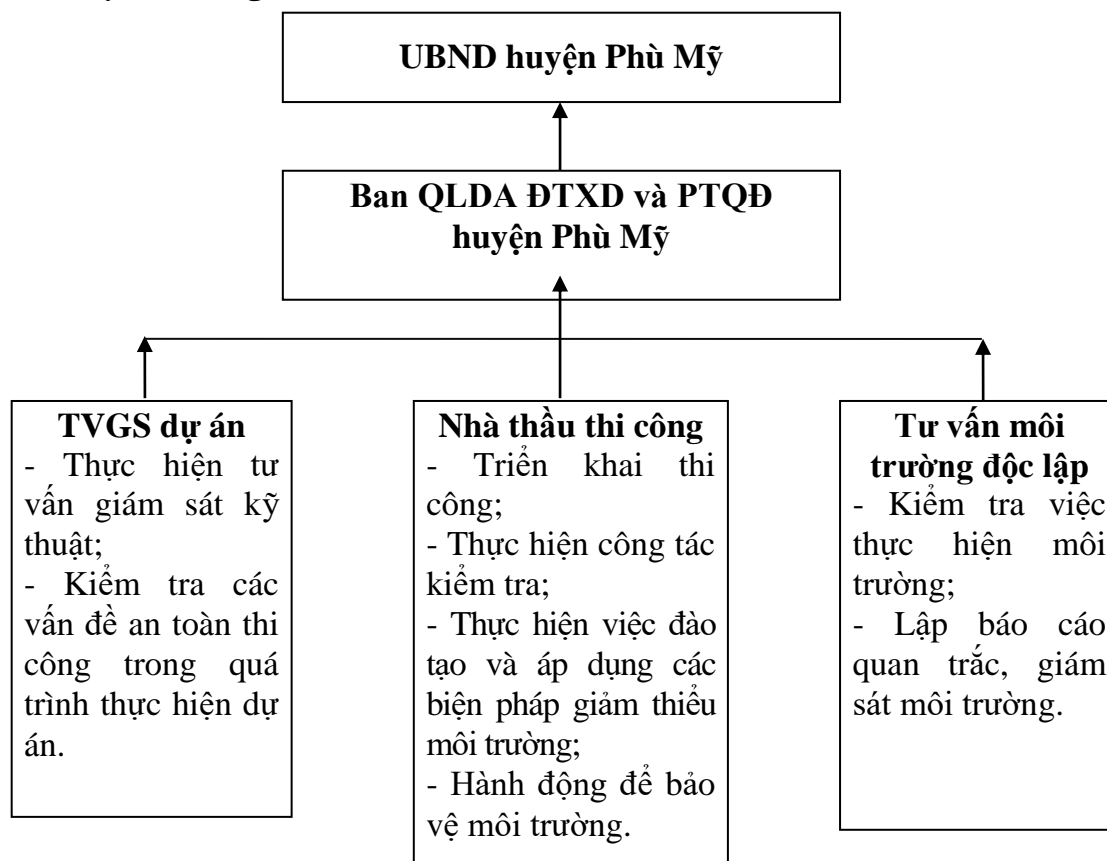 UBND huyện Phù Mỹ
Ban QLDA ĐTXD và PTQĐ
huyện Phù Mỹ
TVGS dự án
- Thực hiện tư
vấn giám sát kỹ
thuật;
- Kiểm tra các
vấn đề an toàn thi
công trong quá
trình thực hiện dự
án.
Nhà thầu thi công
- Triển khai thi
công;
- Thực hiện công tác
kiểm tra;
- Thực hiện việc đào
tạo và áp dụng các
biện pháp giảm thiểu
môi trường;
- Hành động để bảo
vệ môi trường.
Tư vấn môi
trường độc lập
- Kiểm tra việc
thực hiện môi
trường;
- Lập báo cáo
quan trắc, giám
sát môi trường.